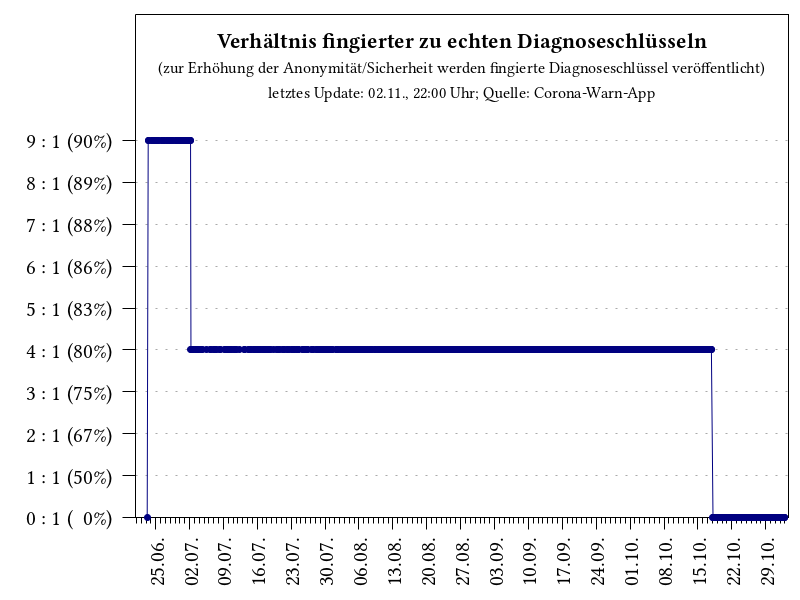 Verhältnis fingierter zu echten Diagnoseschlüsseln
(zur Erhöhung der Anonymität/Sicherheit werden fingierte Diagnoseschlüssel veröffentlicht)
letztes Update: 02.11., 22:00 Uhr; Quelle: Corona-Warn-App
9 : 1 (90%)
8 : 1 (89%)
7 : 1 (88%)
6 : 1 (86%)
5 : 1 (83%)
4 : 1 (80%)
3 : 1 (75%)
2 : 1 (67%)
1 : 1 (50%)
0 : 1 (  0%)
25.06.
02.07.
09.07.
16.07.
23.07.
30.07.
06.08.
13.08.
20.08.
27.08.
03.09.
10.09.
17.09.
24.09.
01.10.
08.10.
15.10.
22.10.
29.10.